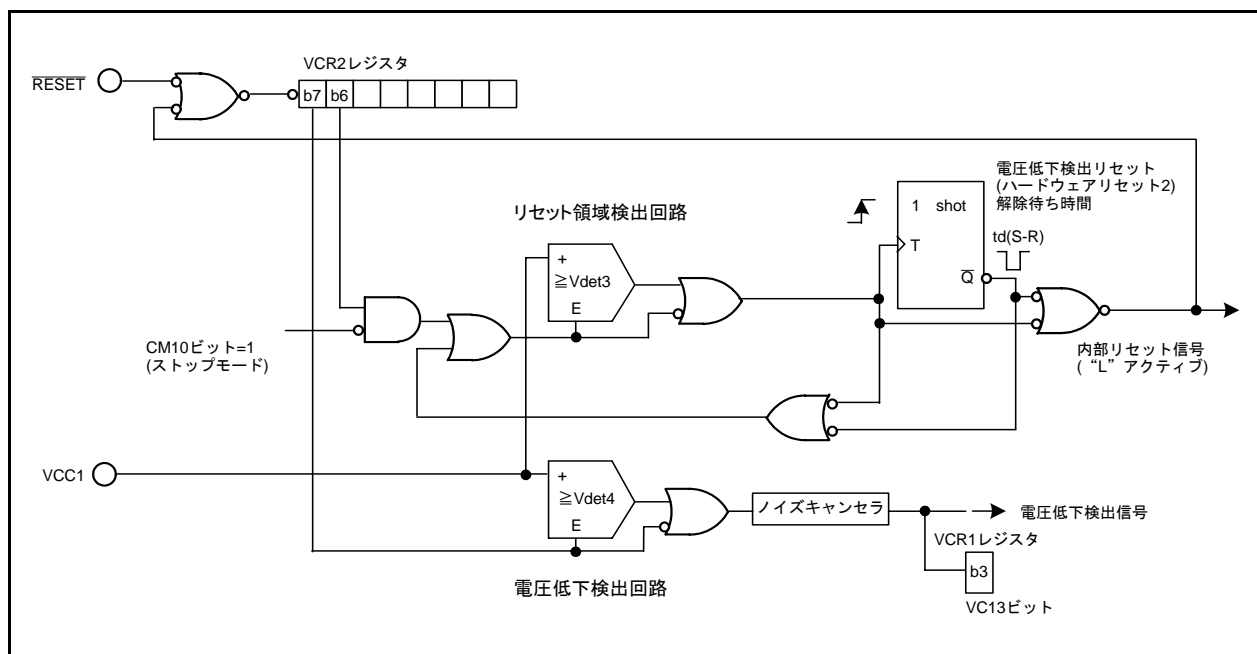 RESET
VCR2レジスタ
b7 b6
リセット領域検出回路
電圧低下検出リセット
(ハードウェアリセット2)
解除待ち時間
1 shot
T
Q
td(S-R)
+
≧Vdet3
E
CM10ビット=1
(ストップモード)
内部リセット信号
(“L”アクティブ)
VCC1
+
≧Vdet4
E
ノイズキャンセラ
電圧低下検出信号
VCR1レジスタ
b3
VC13ビット
電圧低下検出回路